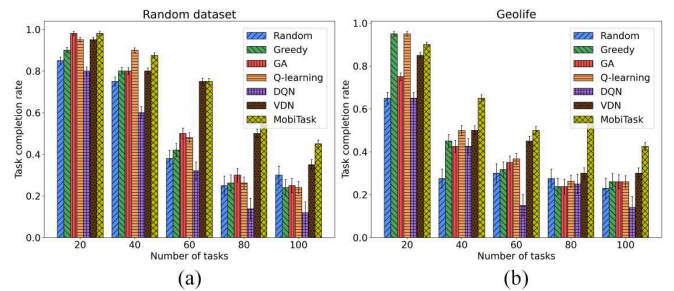 Random dataset
Task completion rate
1.0
0.8
0.6
0.4
0.2
0.0
Random
Greedy
GA
Q-learning
DQN
VDN
MobiTask
20 40 60 80 100
Number of tasks
(a)
Geolife
Task completion rate
1.0
0.8
0.6
0.4
0.2
0.0
Random
Greedy
GA
Q-learning
DQN
VDN
MobiTask
20 40 60 80 100
Number of tasks
(b)